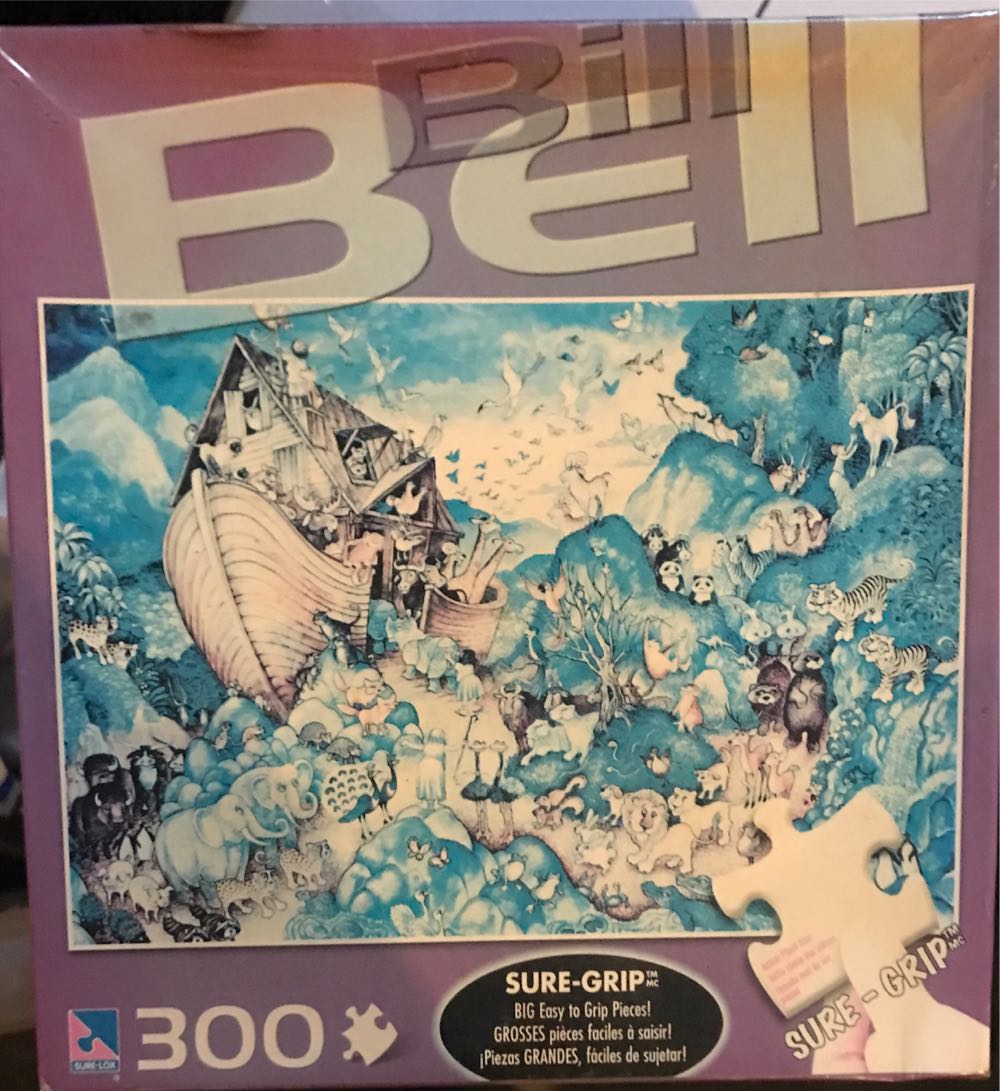 Bill
Bell
SURE-LOX
®
300
SURE-GRIP™ MC
BIG Easy to Grip Pieces!
GROSSES pièces faciles à saisir!
¡Piezas GRANDES, fáciles de sujetar!
SURE-GRIP™ MC